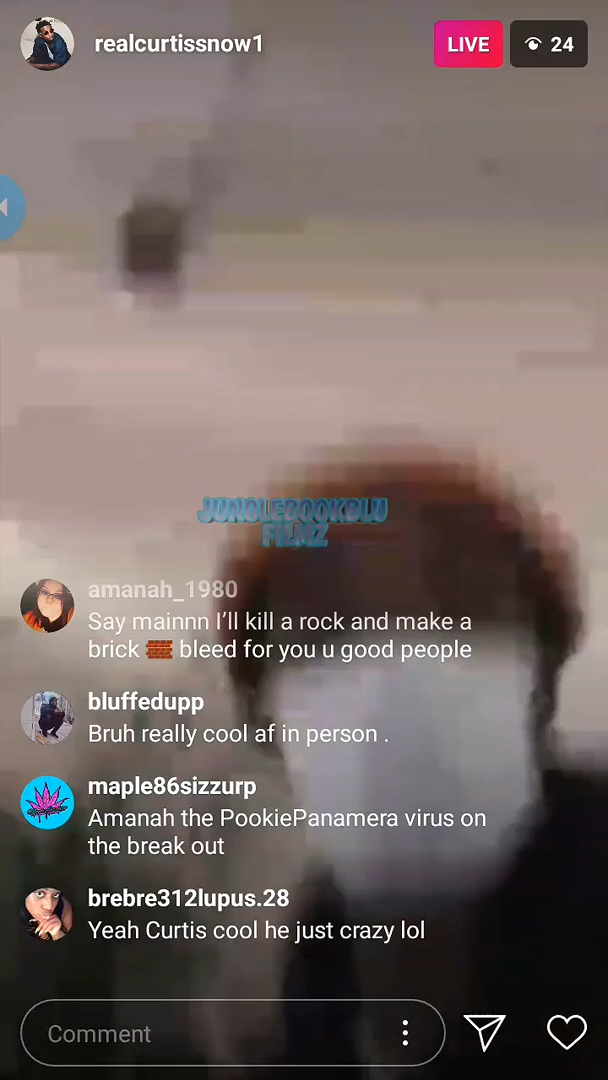 realcurtissnow1
LIVE
24
JUNGLEBOOKBLU
FILMZ
amanah_1980
Say mainnn I’ll kill a rock and make a
brick 🧱 bleed for you u good people
bluffedupp
Bruh really cool af in person .
maple86sizzurp
Amanah the PookiePanamera virus on
the break out
brebre312lupus.28
Yeah Curtis cool he just crazy lol
Comment